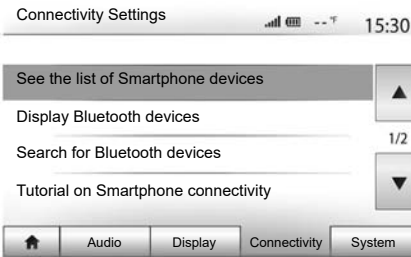 Connectivity Settings -- °F 15:30
See the list of Smartphone devices
Display Bluetooth devices
1/2
Search for Bluetooth devices
Tutorial on Smartphone connectivity
Audio Display Connectivity System